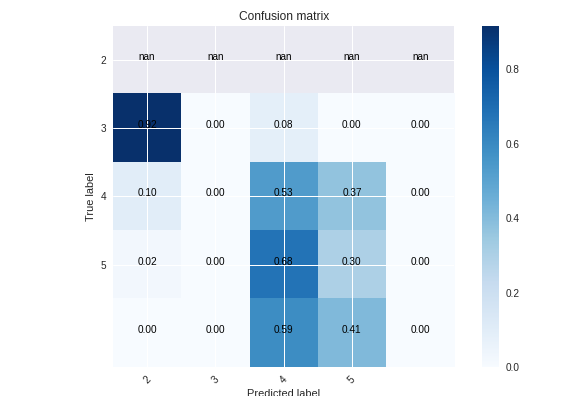 Confusion matrix
2 nan nan nan nan nan
3 0.92 0.00 0.08 0.00 0.00
4 0.10 0.00 0.53 0.37 0.00
5 0.02 0.00 0.68 0.30 0.00
0.00 0.00 0.59 0.41 0.00
2 3 4 5
Predicted label
True label
0.8
0.6
0.4
0.2
0.0